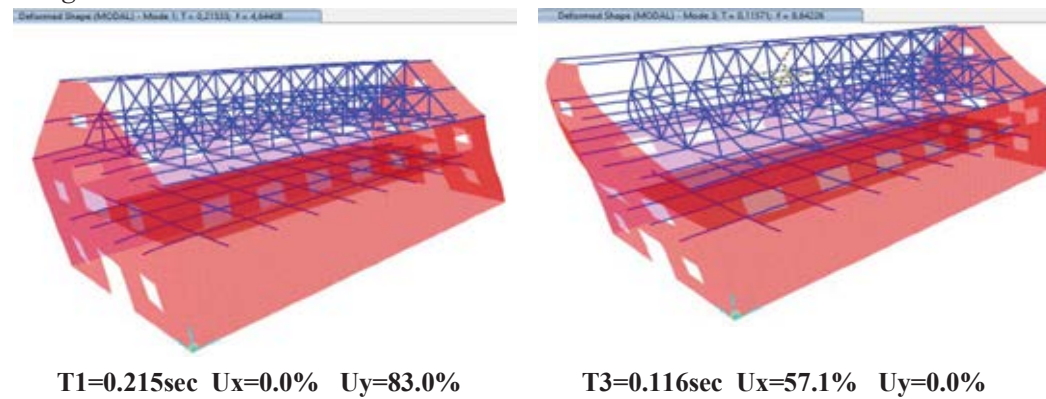 Deformed Shape (MODAL) - Mode 1; T = 0,21533; f = 4,64408
Deformed Shape (MODAL) - Mode 3; T = 0,11571; f = 8,64226
T1=0.215sec Ux=0.0% Uy=83.0%
T3=0.116sec Ux=57.1% Uy=0.0%